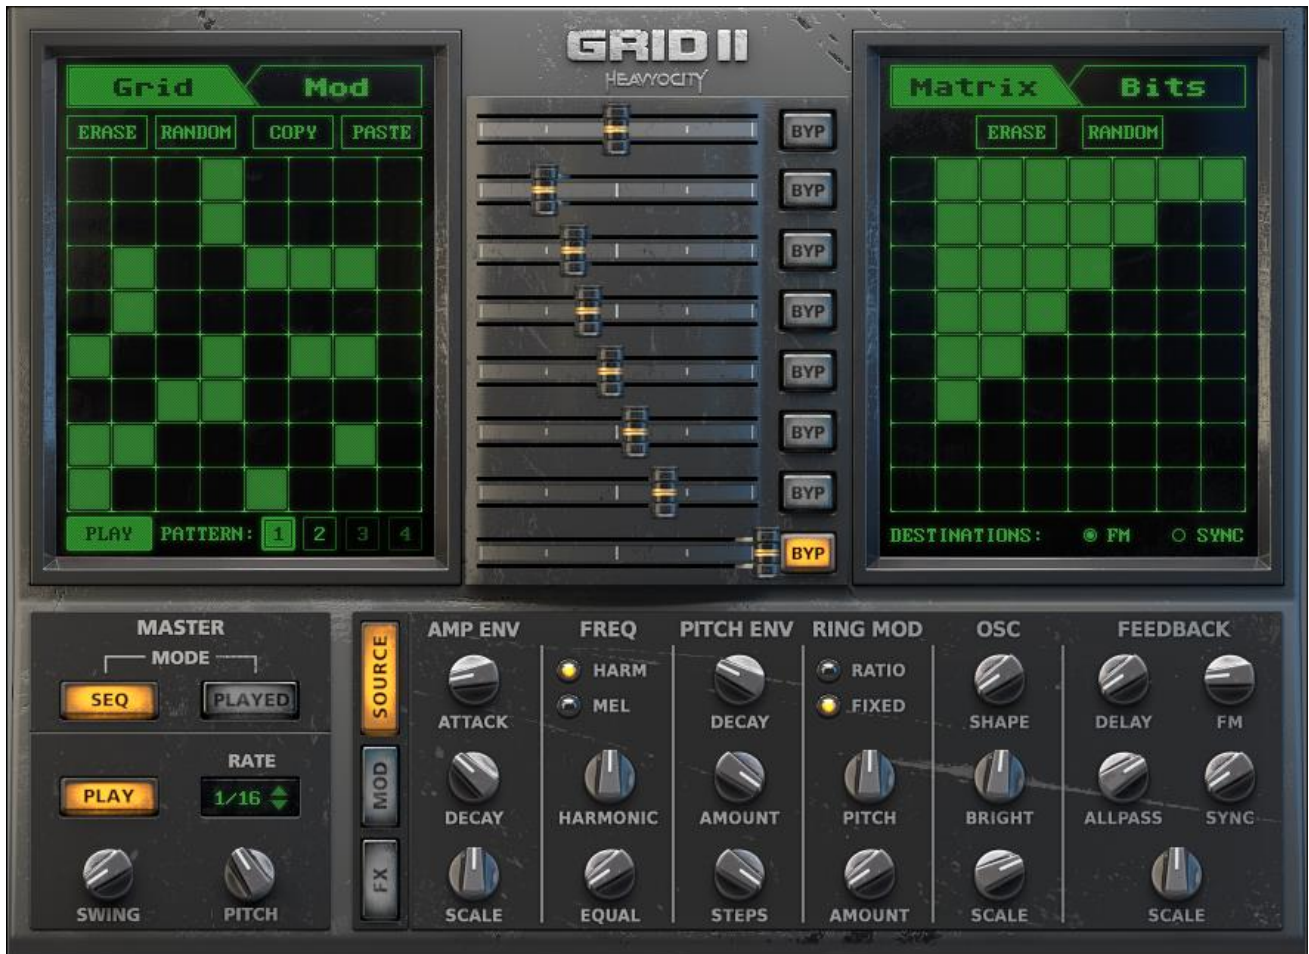 GRID II
HEAVYOCITY
Grid Mod
ERASE RANDOM COPY PASTE
PLAY PATTERN: 1 2 3 4
BYP
BYP
BYP
BYP
BYP
BYP
BYP
BYP
Matrix Bits
ERASE RANDOM
DESTINATIONS: FM SYNC
MASTER
MODE
SEQ PLAYED
RATE
PLAY 1/16
SWING PITCH
SOURCE
MOD
FX
AMP ENV
ATTACK
DECAY
SCALE
FREQ
HARM
MEL
HARMONIC
EQUAL
PITCH ENV
DECAY
AMOUNT
STEPS
RING MOD
RATIO
FIXED
PITCH
AMOUNT
OSC
SHAPE
BRIGHT
SCALE
FEEDBACK
DELAY FM
ALLPASS SYNC
SCALE